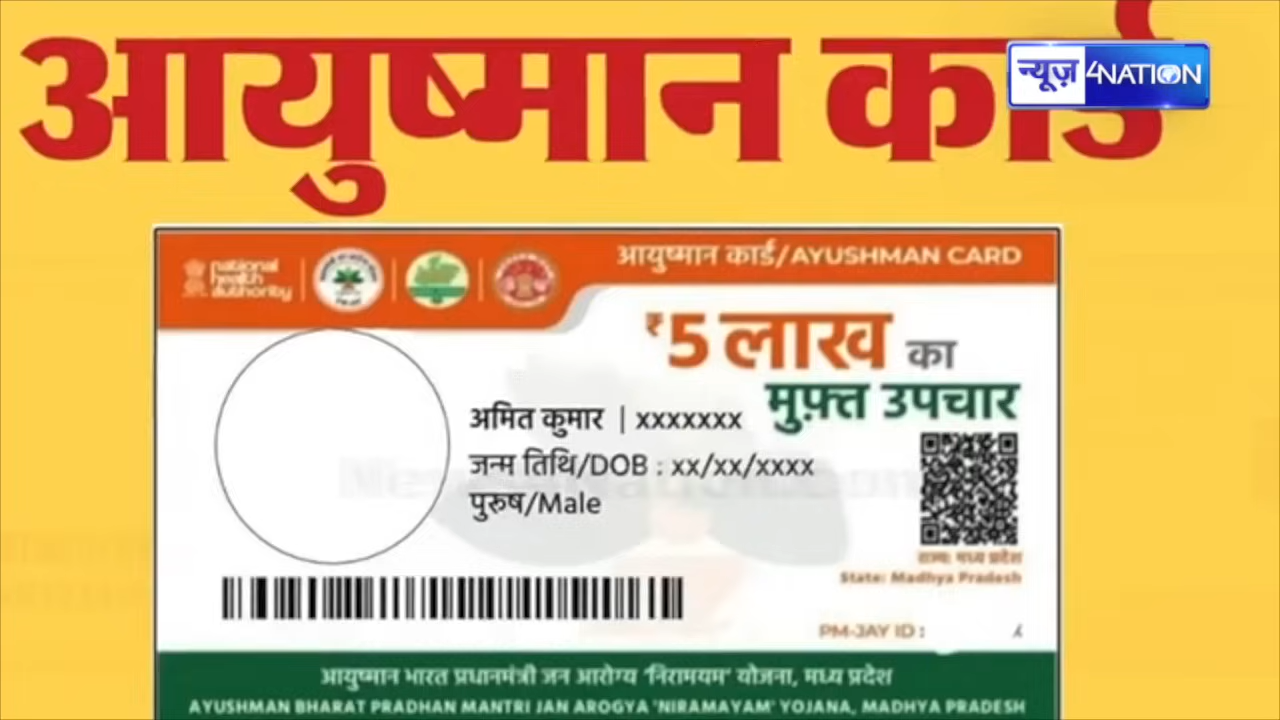 आयुष्मान कार्ड
न्यूज़ 4NATION
national
health
authority
आयुष्मान कार्ड/AYUSHMAN CARD
₹5 लाख का
मुफ़्त उपचार
अमित कुमार | xxxxxxx
जन्म तिथि/DOB : xx/xx/xxxx
पुरुष/Male
राज्य: मध्य प्रदेश
State: Madhya Pradesh
PM-JAY ID :
आयुष्मान भारत प्रधानमंत्री जन आरोग्य 'निरामयम' योजना, मध्य प्रदेश
AYUSHMAN BHARAT PRADHAN MANTRI JAN AROGYA 'NIRAMAYAM' YOJANA, MADHYA PRADESH